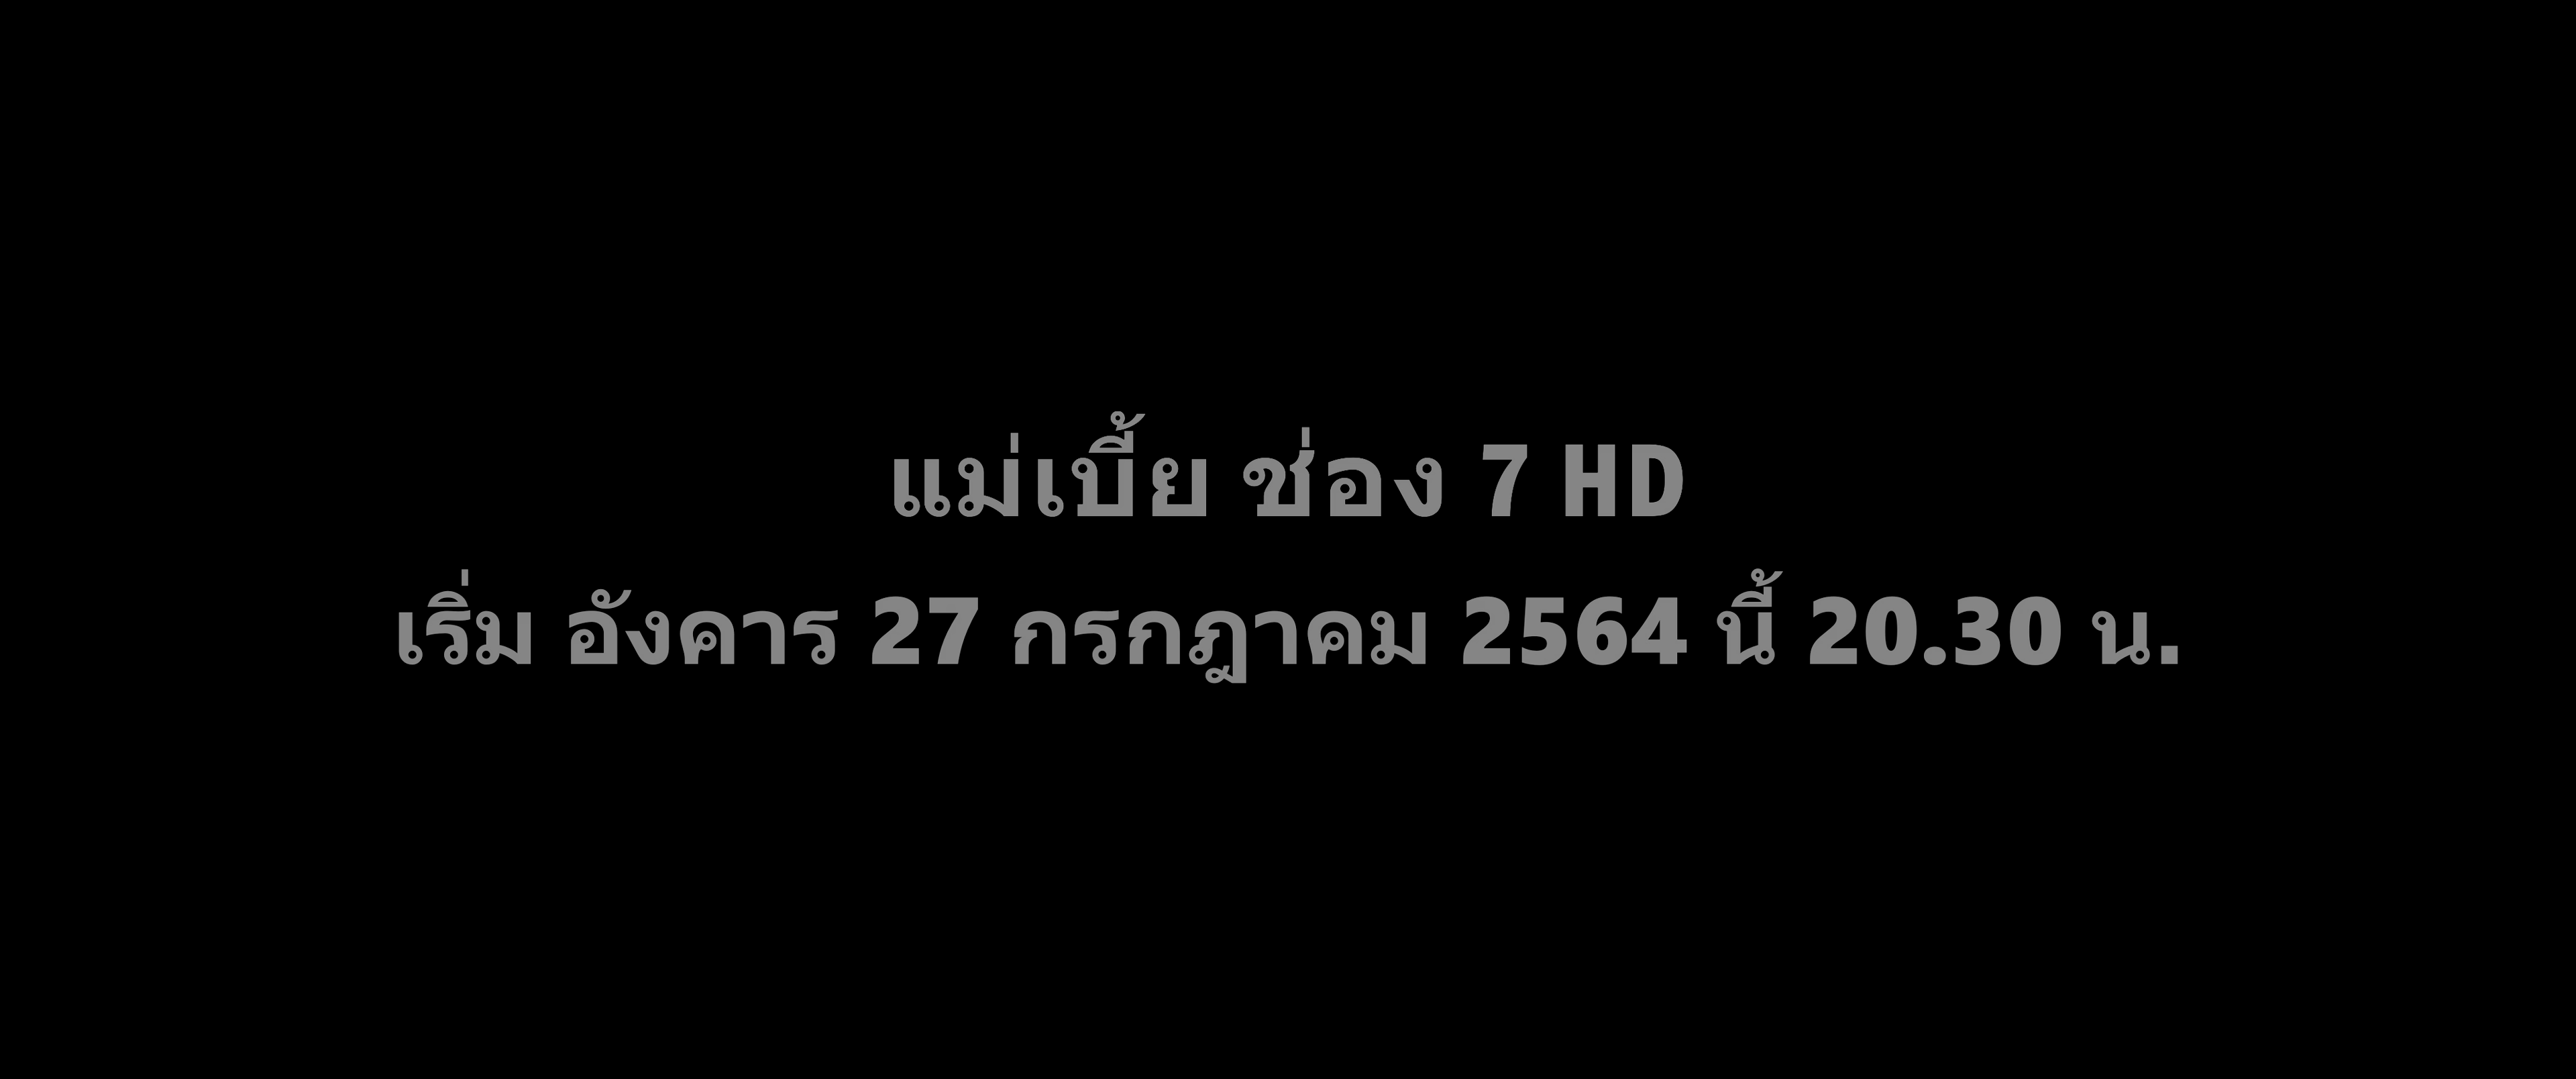 แม่เบี้ย ช่อง 7 HD
เริ่ม อังคาร 27 กรกฎาคม 2564 นี้ 20.30 น.